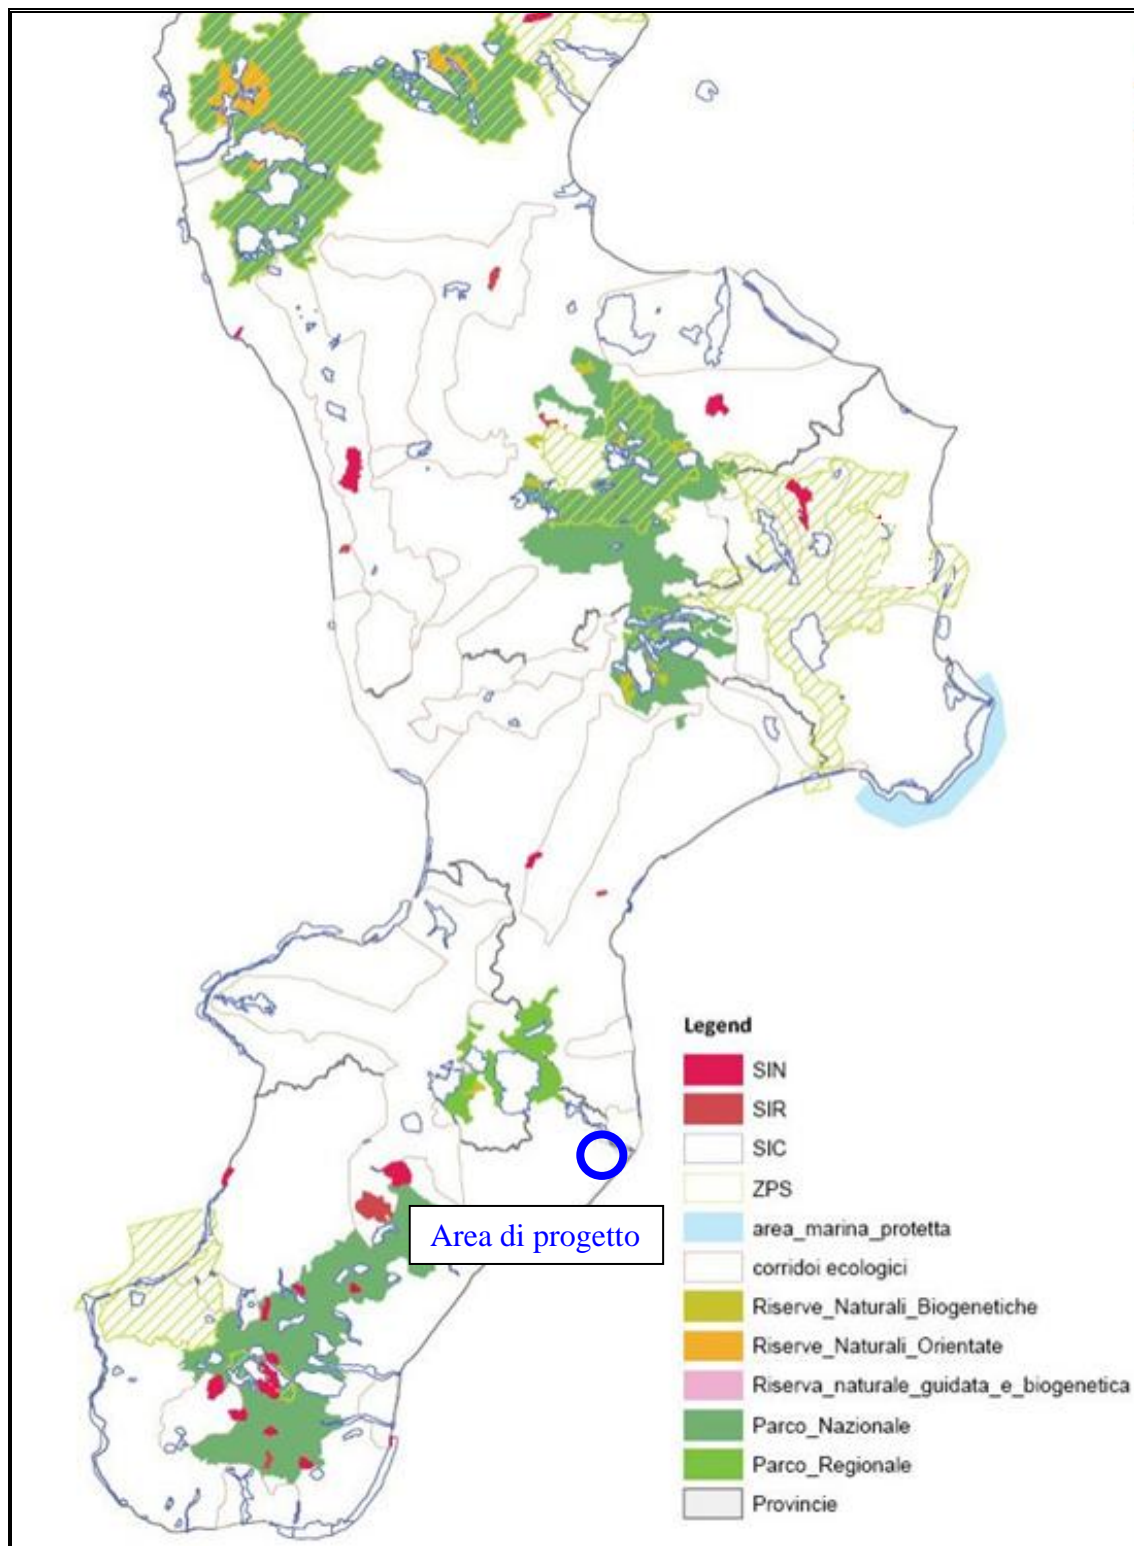 Legend
SIN
SIR
SIC
ZPS
area_marina_protetta
corridoi ecologici
Riserve_Naturali_Biogenetiche
Riserve_Naturali_Orientate
Riserva_naturale_guidata_e_biogenetica
Parco_Nazionale
Parco_Regionale
Provincie
Area di progetto